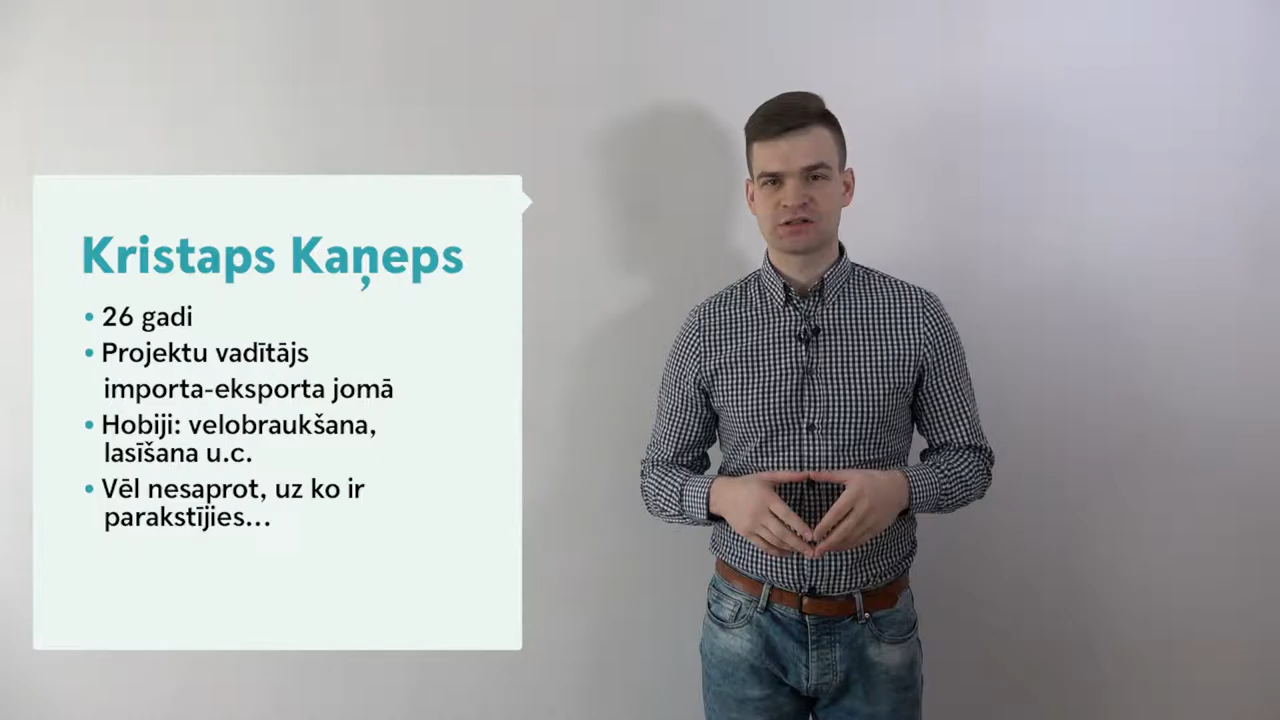 Kristaps Kaņeps
• 26 gadi
• Projektu vadītājs
importa-eksporta jomā
• Hobiji: velobraukšana,
lasīšana u.c.
• Vēl nesaprot, uz ko ir
parakstījies...